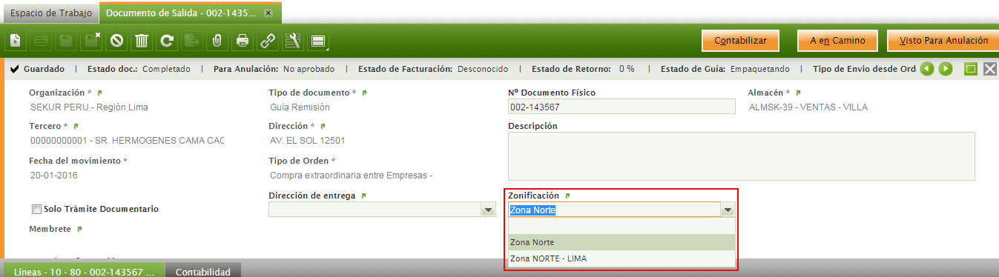 Espacio de Trabajo Documento de Salida - 002-1435...
Contabilizar A en Camino Visto Para Anulación
Guardado | Estado doc.: Completado | Para Anulación: No aprobado | Estado de Facturación: Desconocido | Estado de Retorno: 0 % | Estado de Guía: Empaquetando | Tipo de Envio desde Ord
Organización * Tipo de documento * Nº Documento Físico Almacén *
SEKUR PERU - Región Lima Guía Remisión 002-143567 ALMSK-39 - VENTAS - VILLA
Tercero * Dirección * Descripción
00000000001 - SR. HERMOGENES CAMA CAC AV. EL SOL 12501
Fecha del movimiento * Tipo de Orden *
20-01-2016 Compra extraordinaria entre Empresas -
Dirección de entrega Zonificación
Solo Trámite Documentario Zona Norte
Membrete
Zona Norte
Zona NORTE - LIMA
Líneas - 10 - 80 - 002-143567 ... Contabilidad